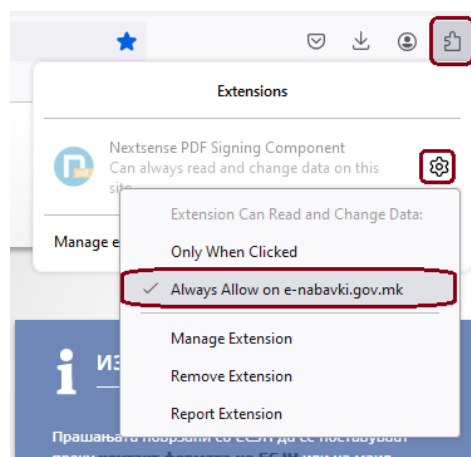 Extensions
Nextsense PDF Signing Component
Can always read and change data on this
site
Extension Can Read and Change Data:
Manage e
Only When Clicked
Always Allow on e-nabavki.gov.mk
Manage Extension
Remove Extension
Report Extension
ИЗ
Прашањата поврзани со ЕСЈН да се поставуваат